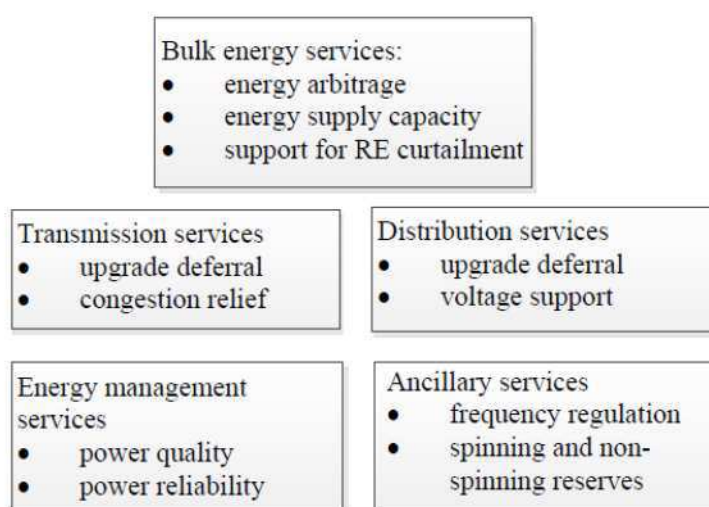 Bulk energy services:
• energy arbitrage
• energy supply capacity
• support for RE curtailment
Transmission services
• upgrade deferral
• congestion relief
Distribution services
• upgrade deferral
• voltage support
Energy management
services
• power quality
• power reliability
Ancillary services
• frequency regulation
• spinning and non-
spinning reserves